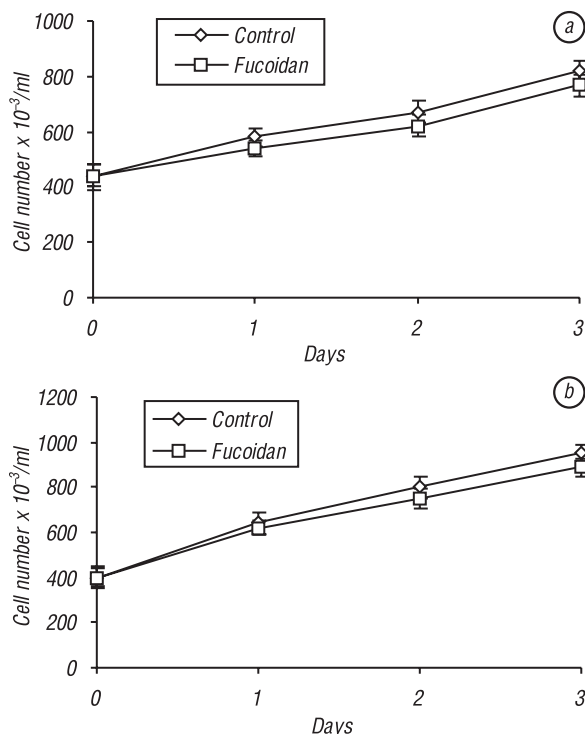 a
1000
Control
Fucoidan
800
600
400
200
0
Cell number x 10⁻³/ml
0 1 2 3
Days
b
1200
Control
Fucoidan
1000
800
600
400
200
0
Cell number x 10⁻³/ml
0 1 2 3
Days